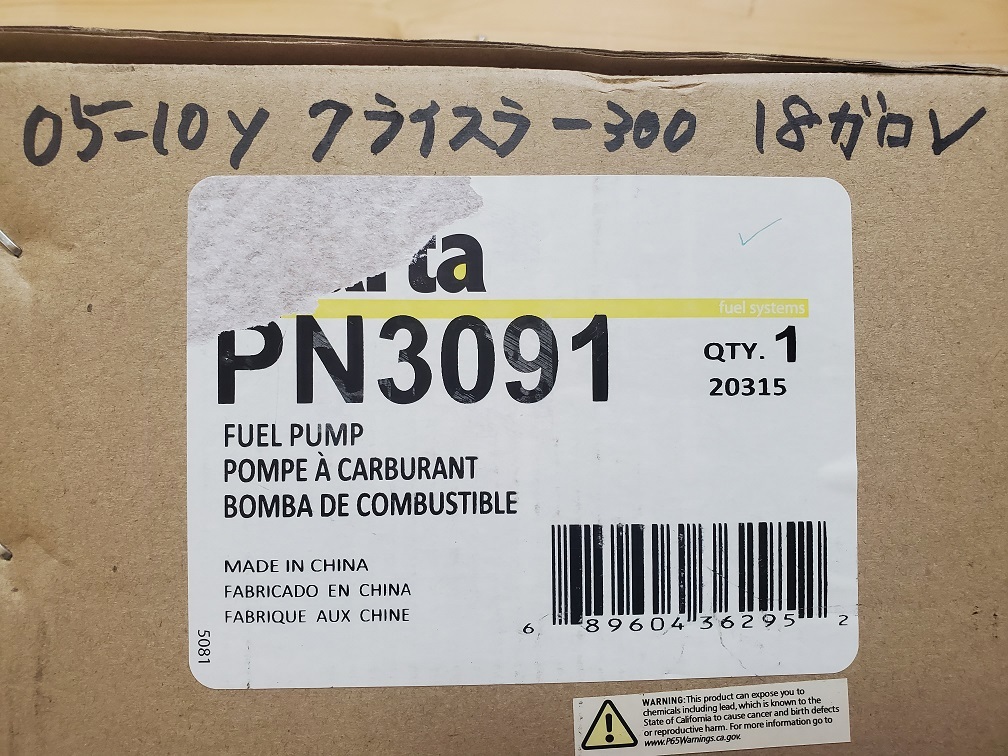 05-10y クライスラー300 18ガロン
fuel systems
PN3091
QTY. 1
20315
FUEL PUMP
POMPE À CARBURANT
BOMBA DE COMBUSTIBLE
MADE IN CHINA
FABRICADO EN CHINA
FABRIQUE AUX CHINE
6 89604 36295 2
5081
WARNING: This product can expose you to
chemicals including lead, which is known to the
State of California to cause cancer and birth defects
or reproductive harm. For more information go to
www.P65Warnings.ca.gov.